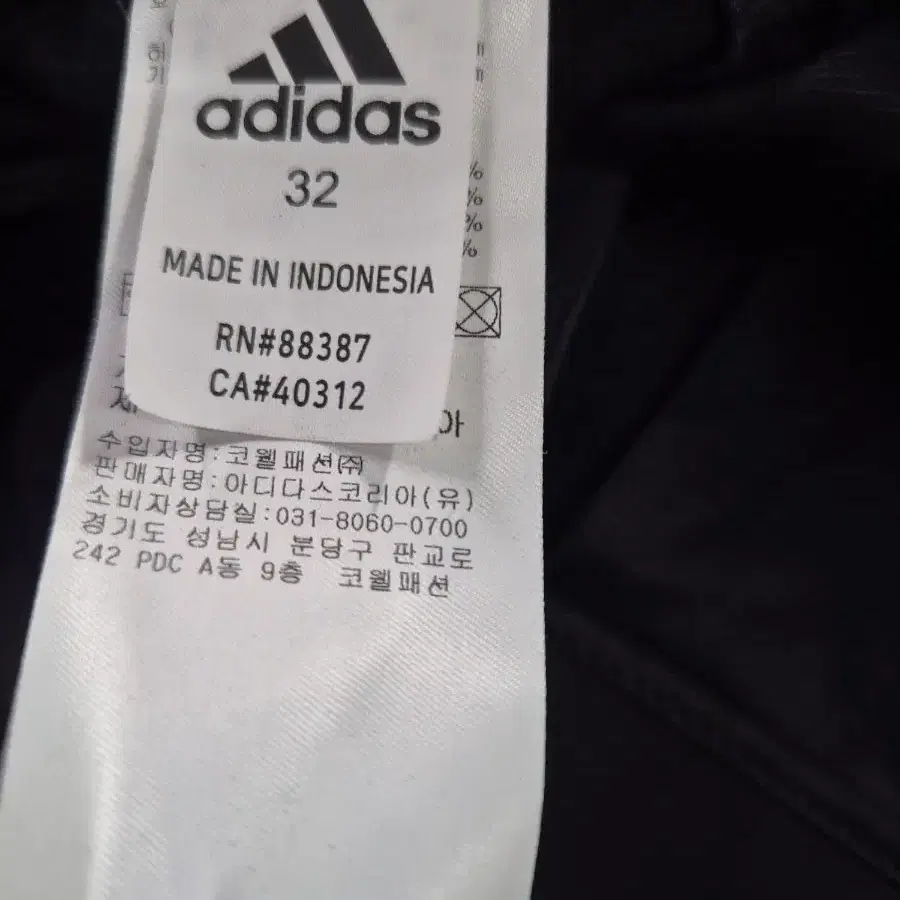 adidas
32
MADE IN INDONESIA
RN#88387
CA#40312
수입자명:코웰패션㈜
판매자명:아디다스코리아(유)
소비자상담실:031-8060-0700
경기도 성남시 분당구 판교로
242 PDC A동 9층 코웰패션